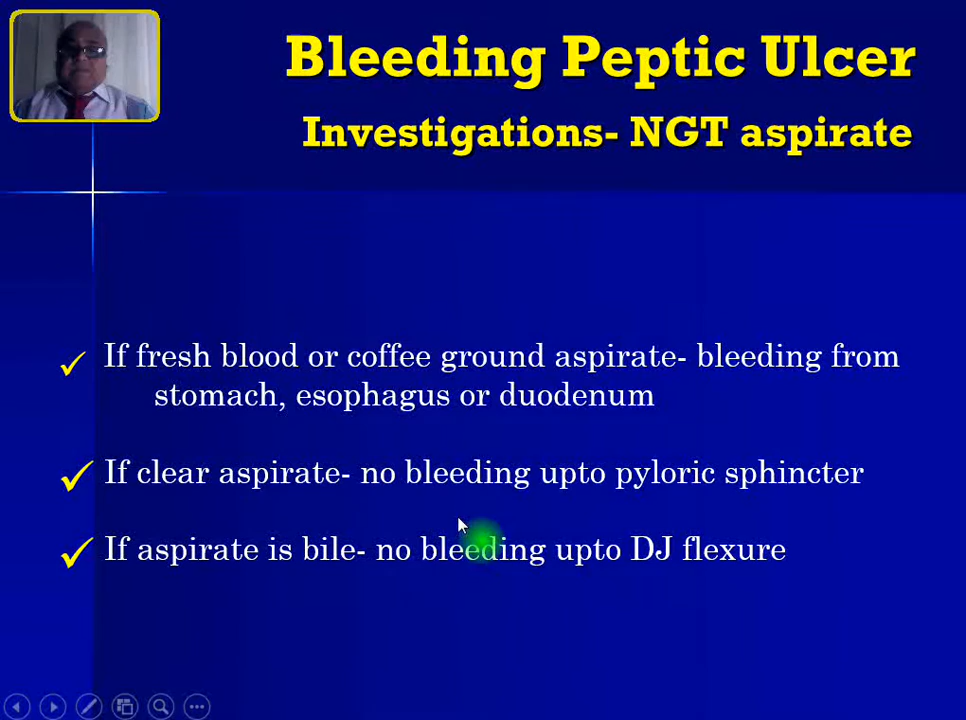 Bleeding Peptic Ulcer
Investigations- NGT aspirate
If fresh blood or coffee ground aspirate- bleeding from
stomach, esophagus or duodenum
If clear aspirate- no bleeding upto pyloric sphincter
If aspirate is bile- no bleeding upto DJ flexure